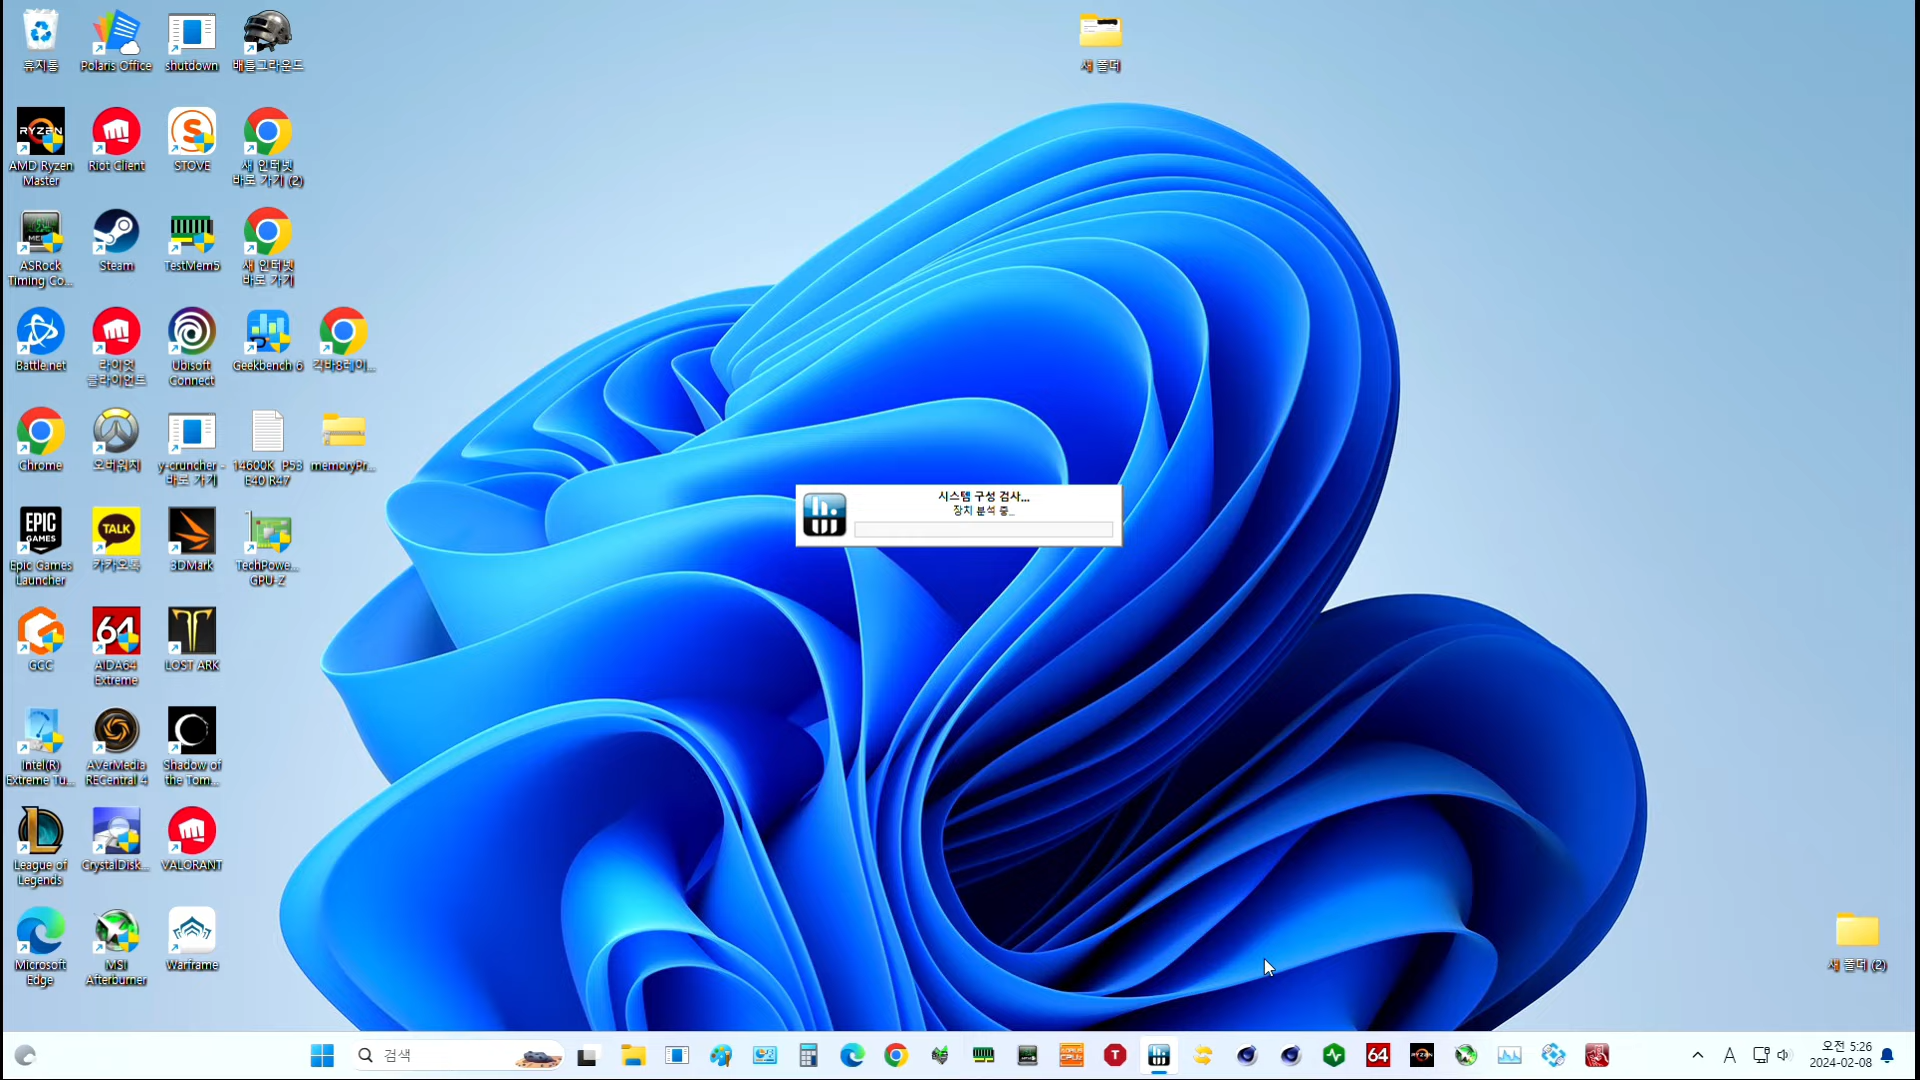 휴지통
Polaris Office
shutdown
배틀그라운드
새 폴더
AMD Ryzen
Master
Riot Client
STOVE
새 인터넷
바로 가기 (2)
ASRock
Timing Co...
Steam
TestMem5
새 인터넷
바로 가기
Battle.net
라이엇
클라이언트
Ubisoft
Connect
Geekbench 6
Chrome
오버워치
y-cruncher -
바로 가기
14600K P53
E40 R47
memoryPr...
시스템 구성 검사...
장치 분석 중...
EPIC
GAMES
Epic Games
Launcher
TALK
카카오톡
3DMark
TechPowe...
GPU-Z
GCC
64
AIDA64
Extreme
LOST ARK
Intel(R)
Extreme Tu...
AVerMedia
RECentral 4
Shadow of
the Tom...
League of
Legends
CrystalDisk...
VALORANT
Microsoft
Edge
MSI
Afterburner
Warframe
새 폴더 (2)
검색
64
A
오전 5:26
2024-02-08